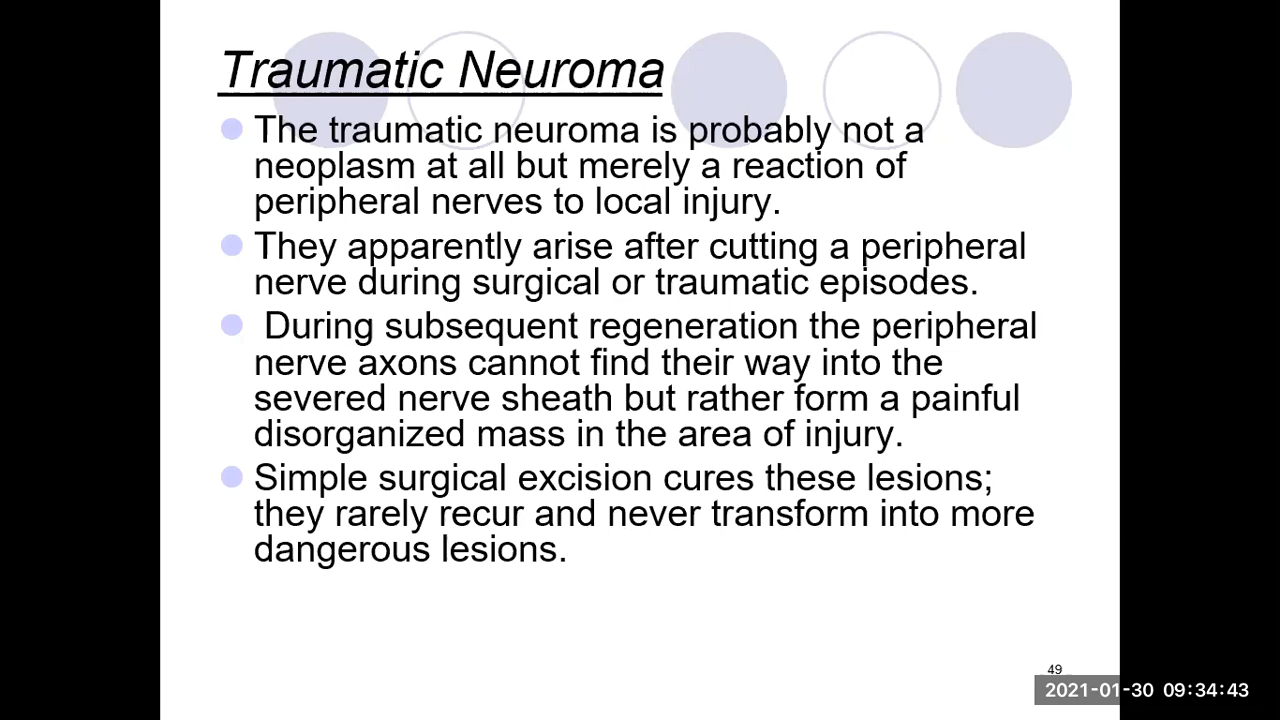 Traumatic Neuroma
The traumatic neuroma is probably not a
neoplasm at all but merely a reaction of
peripheral nerves to local injury.
They apparently arise after cutting a peripheral
nerve during surgical or traumatic episodes.
During subsequent regeneration the peripheral
nerve axons cannot find their way into the
severed nerve sheath but rather form a painful
disorganized mass in the area of injury.
Simple surgical excision cures these lesions;
they rarely recur and never transform into more
dangerous lesions.
49
2021-01-30 09:34:43